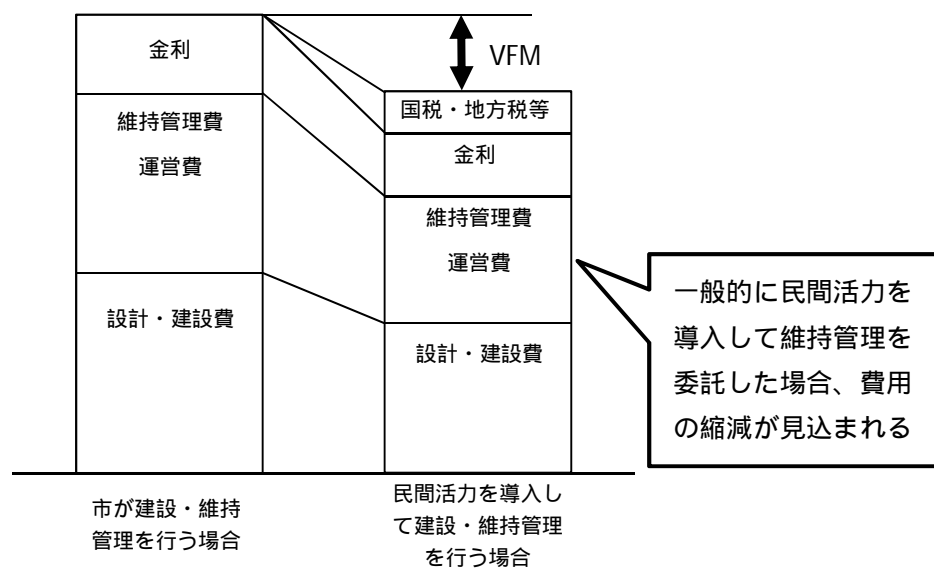 金利
維持管理費
運営費
設計・建設費
市が建設・維持
管理を行う場合
VFM
国税・地方税等
金利
維持管理費
運営費
設計・建設費
民間活力を導入し
て建設・維持管理
を行う場合
一般的に民間活力を
導入して維持管理を
委託した場合、費用
の縮減が見込まれる